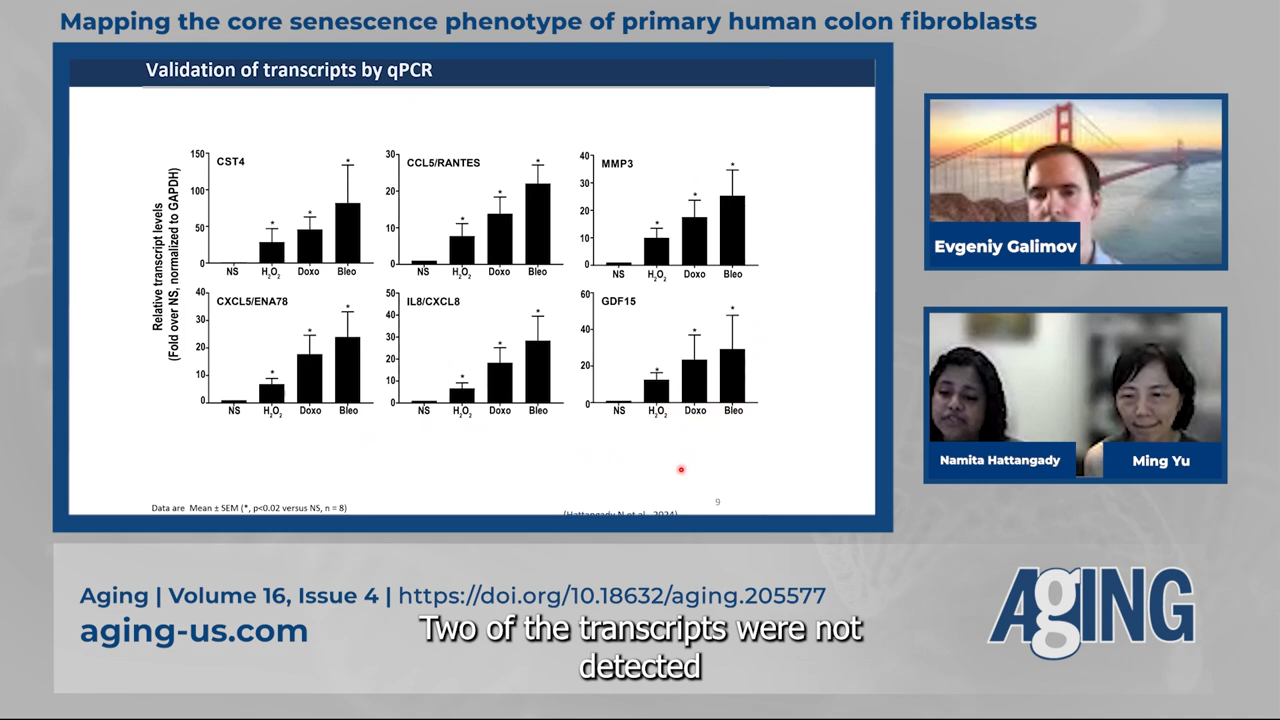 Mapping the core senescence phenotype of primary human colon fibroblasts
Validation of transcripts by qPCR
Relative transcript levels
(Fold over NS, normalized to GAPDH)
CST4
150
100
50
0
NS H₂O₂ Doxo Bleo
* * *
CCL5/RANTES
30
20
10
0
NS H₂O₂ Doxo Bleo
* * *
MMP3
40
30
20
10
0
NS H₂O₂ Doxo Bleo
* * *
CXCL5/ENA78
40
30
20
10
0
NS H₂O₂ Doxo Bleo
* * *
IL8/CXCL8
50
40
30
20
10
0
NS H₂O₂ Doxo Bleo
* * *
GDF15
60
40
20
0
NS H₂O₂ Doxo Bleo
* * *
Data are Mean ± SEM (*, p<0.02 versus NS, n = 8)
9
(Hattangady N et al., 2024)
Evgeniy Galimov
Namita Hattangady
Ming Yu
Aging | Volume 16, Issue 4 | https://doi.org/10.18632/aging.205577
aging-us.com
AgING
Two of the transcripts were not
detected